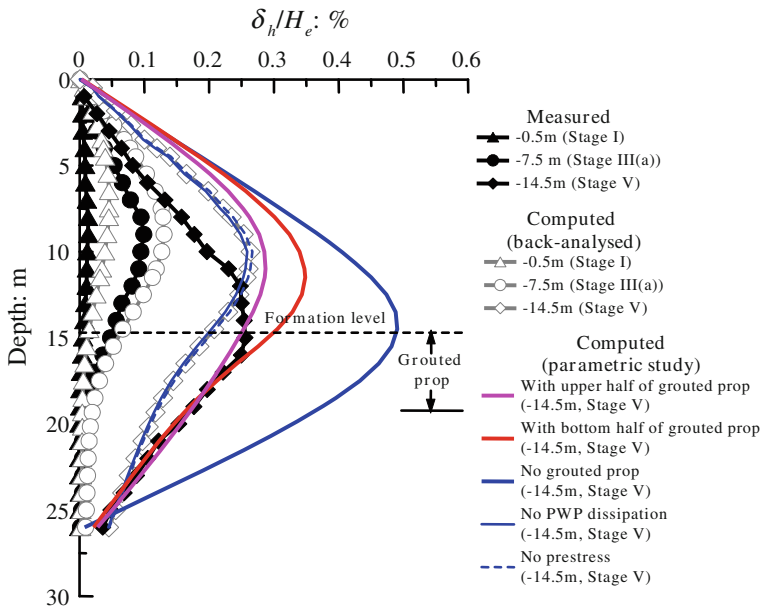 δh/He: %
0 0.1 0.2 0.3 0.4 0.5 0.6
0
5
10
15
20
25
30
Depth: m
Formation level
Grouted
prop
Measured
-0.5m (Stage I)
-7.5 m (Stage III(a))
-14.5m (Stage V)
Computed
(back-analysed)
-0.5m (Stage I)
-7.5m (Stage III(a))
-14.5m (Stage V)
Computed
(parametric study)
With upper half of grouted prop
(-14.5m, Stage V)
With bottom half of grouted prop
(-14.5m, Stage V)
No grouted prop
(-14.5m, Stage V)
No PWP dissipation
(-14.5m, Stage V)
No prestress
(-14.5m, Stage V)